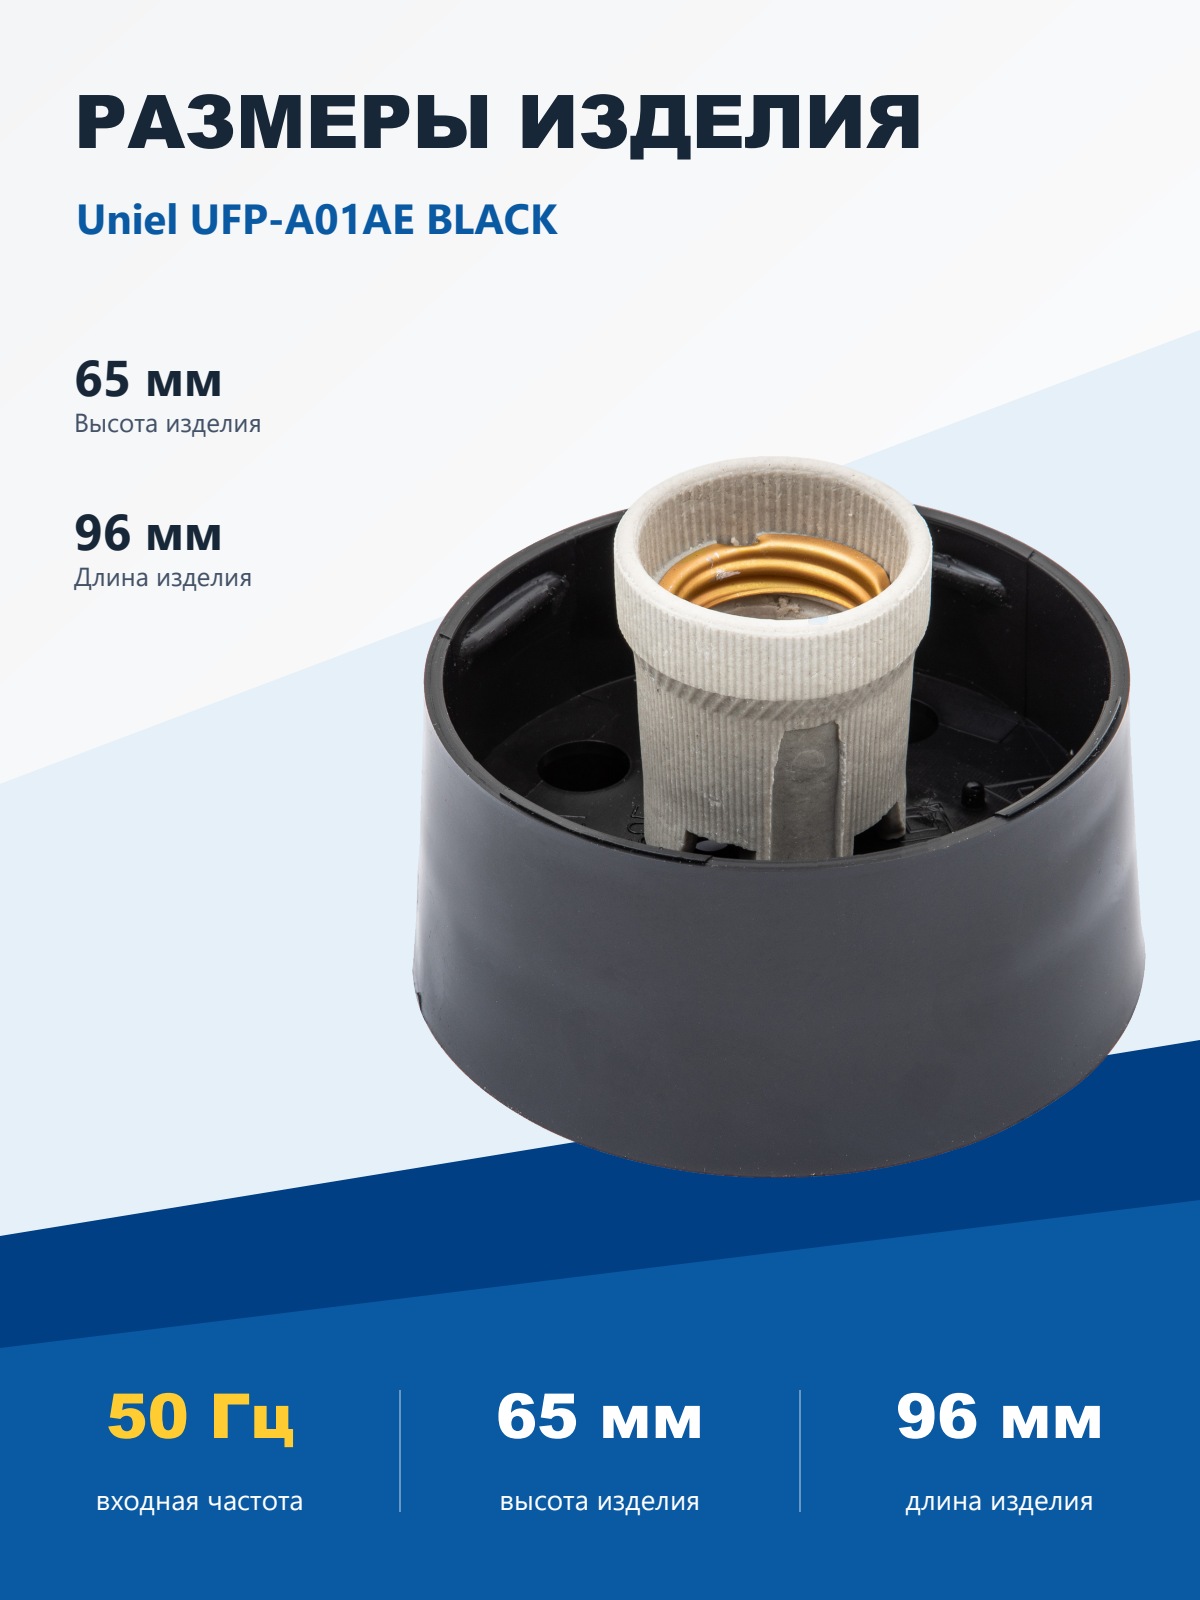 РАЗМЕРЫ ИЗДЕЛИЯ
Uniel UFP-A01AE BLACK
65 мм
Высота изделия
96 мм
Длина изделия
50 Гц
входная частота
65 мм
высота изделия
96 мм
длина изделия